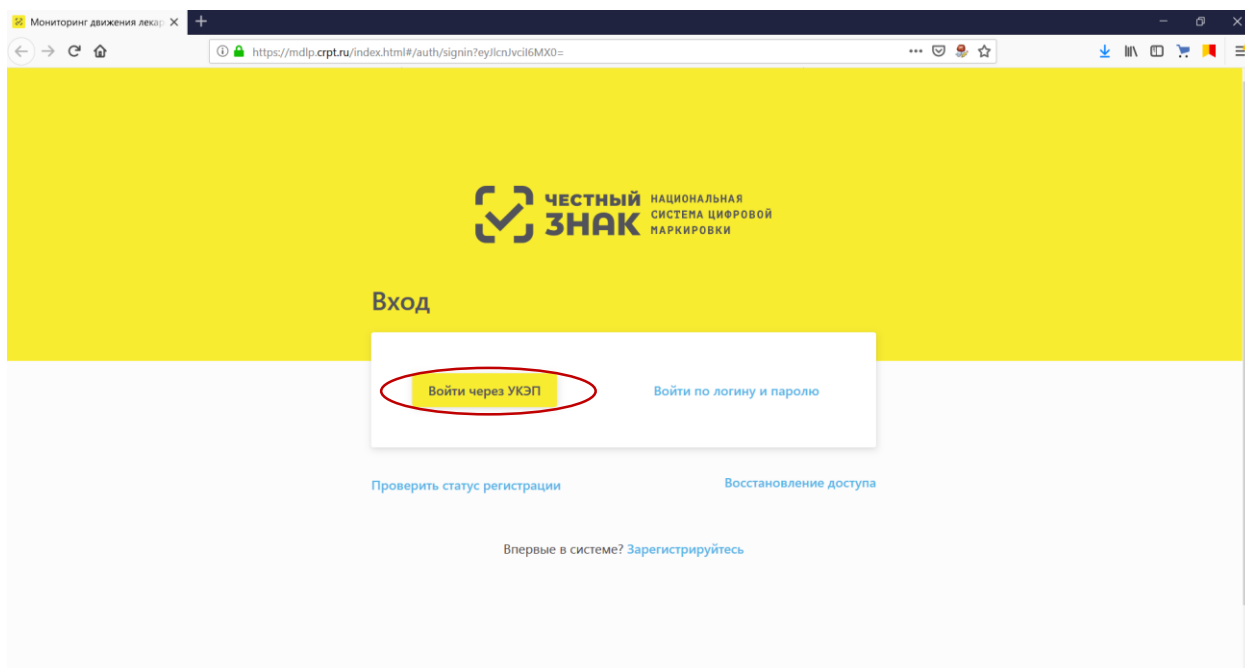 Мониторинг движения лекар
https://mdlp.crpt.ru/index.html#/auth/signin?eyJlcnJvciI6MX0=
ЧЕСТНЫЙ
ЗНАК
НАЦИОНАЛЬНАЯ
СИСТЕМА ЦИФРОВОЙ
МАРКИРОВКИ
Вход
Войти через УКЭП
Войти по логину и паролю
Проверить статус регистрации
Восстановление доступа
Впервые в системе? Зарегистрируйтесь